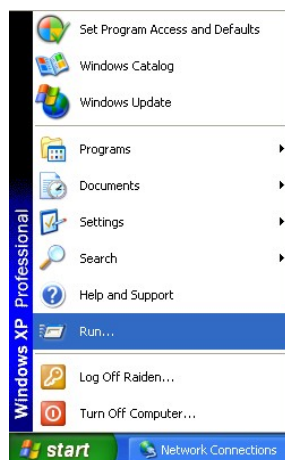 Set Program Access and Defaults
Windows Catalog
Windows Update
Programs
Documents
Settings
Search
Help and Support
Run...
Log Off Raiden...
Turn Off Computer...
Windows XP Professional
start
Network Connections